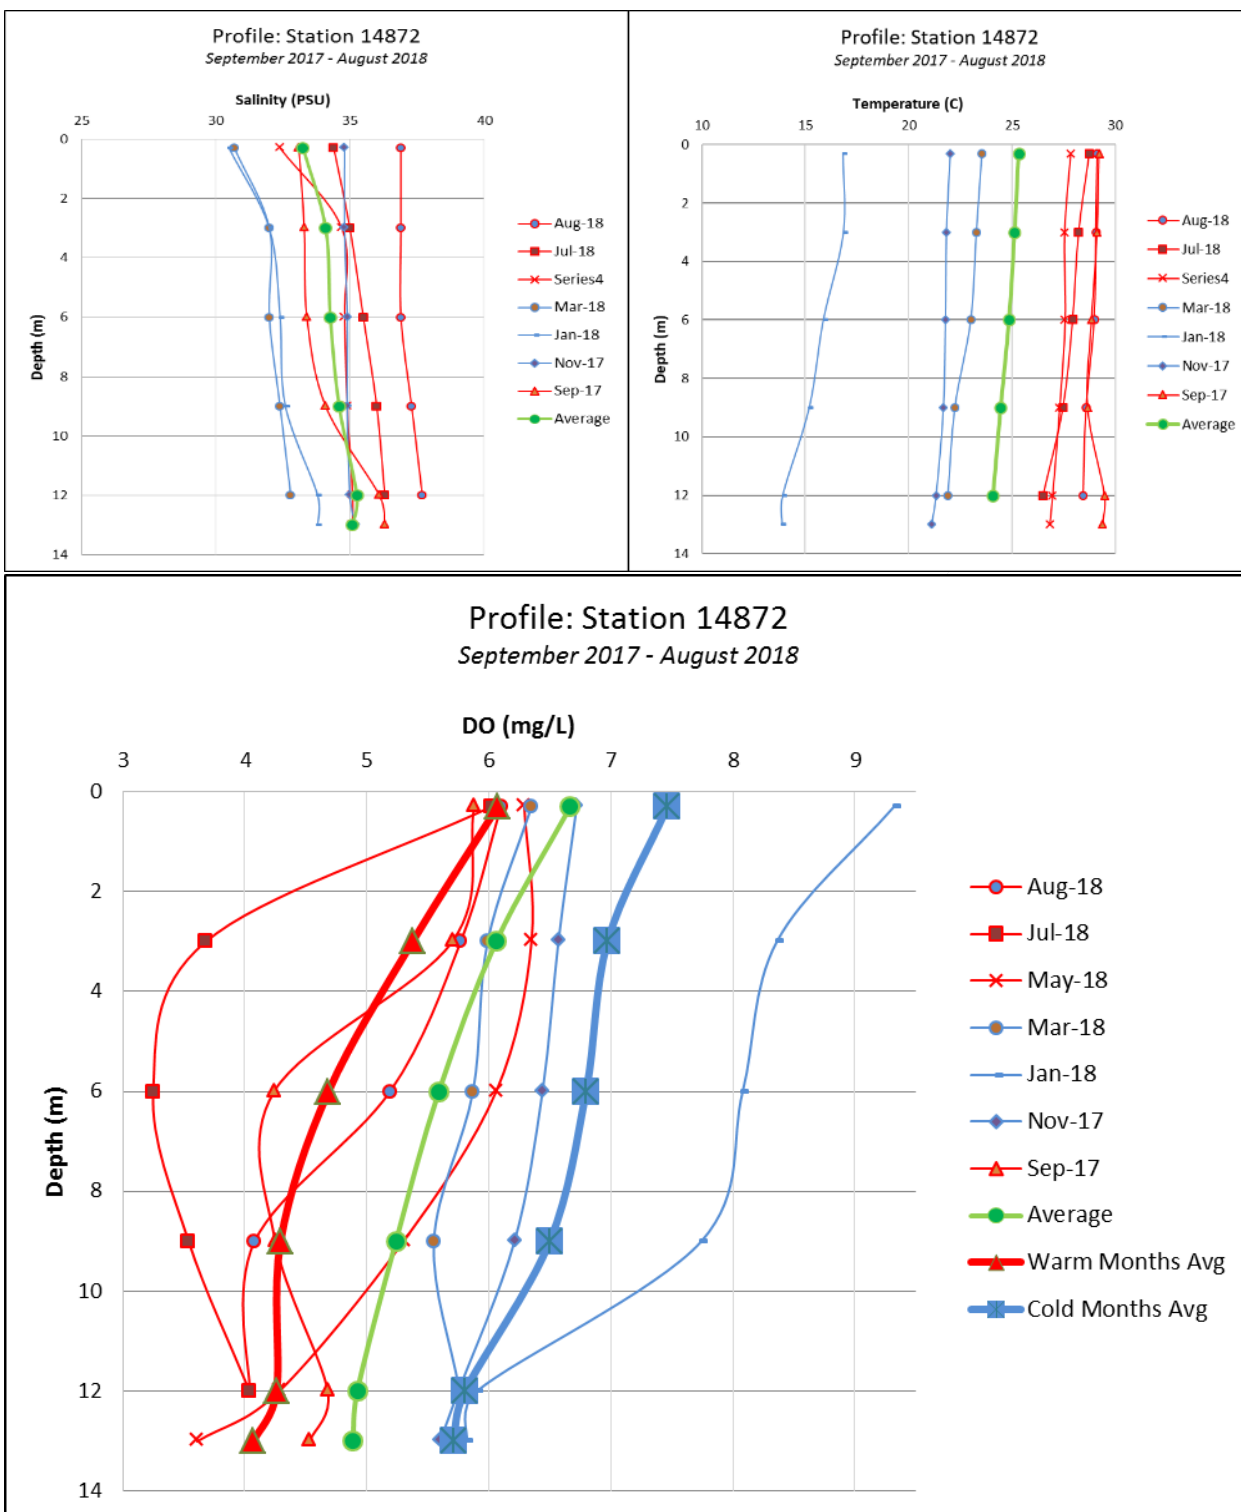 Profile: Station 14872
September 2017 - August 2018
Salinity (PSU)
25 30 35 40
0
2
4
6
8
10
12
14
Depth (m)
Aug-18
Jul-18
Series4
Mar-18
Jan-18
Nov-17
Sep-17
Average
Profile: Station 14872
September 2017 - August 2018
Temperature (C)
10 15 20 25 30
0
2
4
6
8
10
12
14
Depth (m)
Aug-18
Jul-18
Series4
Mar-18
Jan-18
Nov-17
Sep-17
Average
Profile: Station 14872
September 2017 - August 2018
DO (mg/L)
3 4 5 6 7 8 9
0
2
4
6
8
10
12
14
Depth (m)
Aug-18
Jul-18
May-18
Mar-18
Jan-18
Nov-17
Sep-17
Average
Warm Months Avg
Cold Months Avg